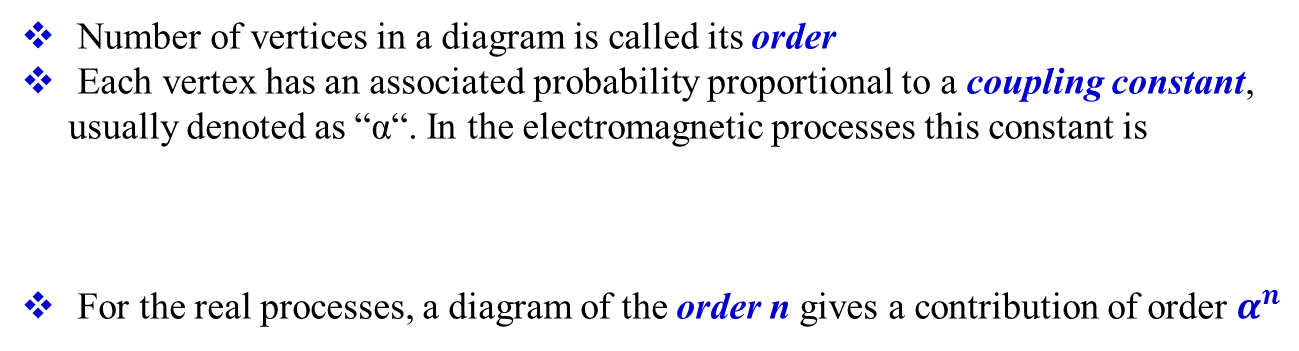 ❖ Number of vertices in a diagram is called its order
❖ Each vertex has an associated probability proportional to a coupling constant,
usually denoted as “α“. In the electromagnetic processes this constant is
❖ For the real processes, a diagram of the order n gives a contribution of order αⁿ